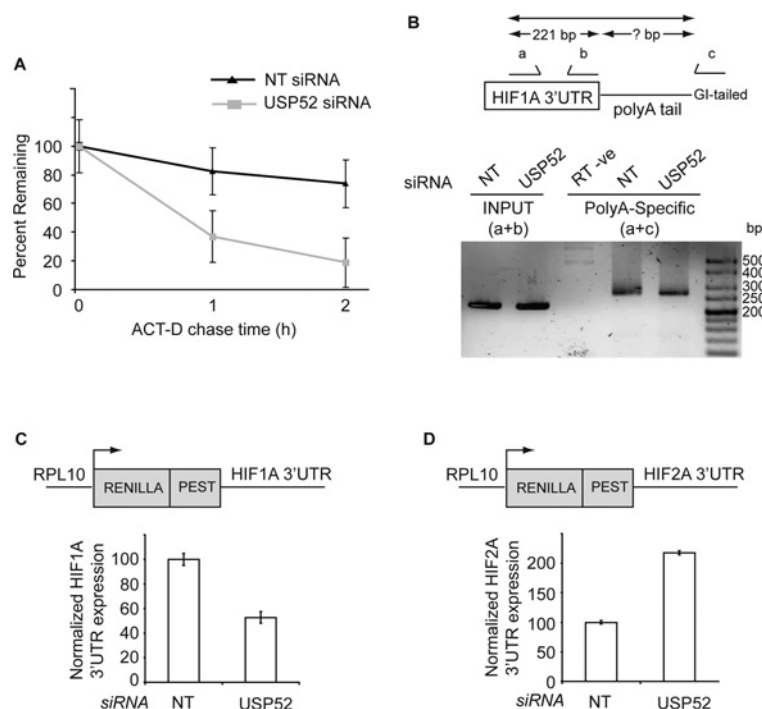 A
NT siRNA
USP52 siRNA
Percent Remaining
100
80
60
40
20
0
0
1
2
ACT-D chase time (h)
B
221 bp
? bp
a
b
c
HIF1A 3'UTR
polyA tail
GI-tailed
siRNA
NT
USP52
RT -ve
NT
USP52
INPUT
(a+b)
PolyA-Specific
(a+c)
bp
500
400
300
250
200
C
RPL10
RENILLA
PEST
HIF1A 3'UTR
Normalized HIF1A
3'UTR expression
100
80
60
40
20
0
siRNA
NT
USP52
D
RPL10
RENILLA
PEST
HIF2A 3'UTR
Normalized HIF2A
3'UTR expression
200
150
100
50
0
siRNA
NT
USP52